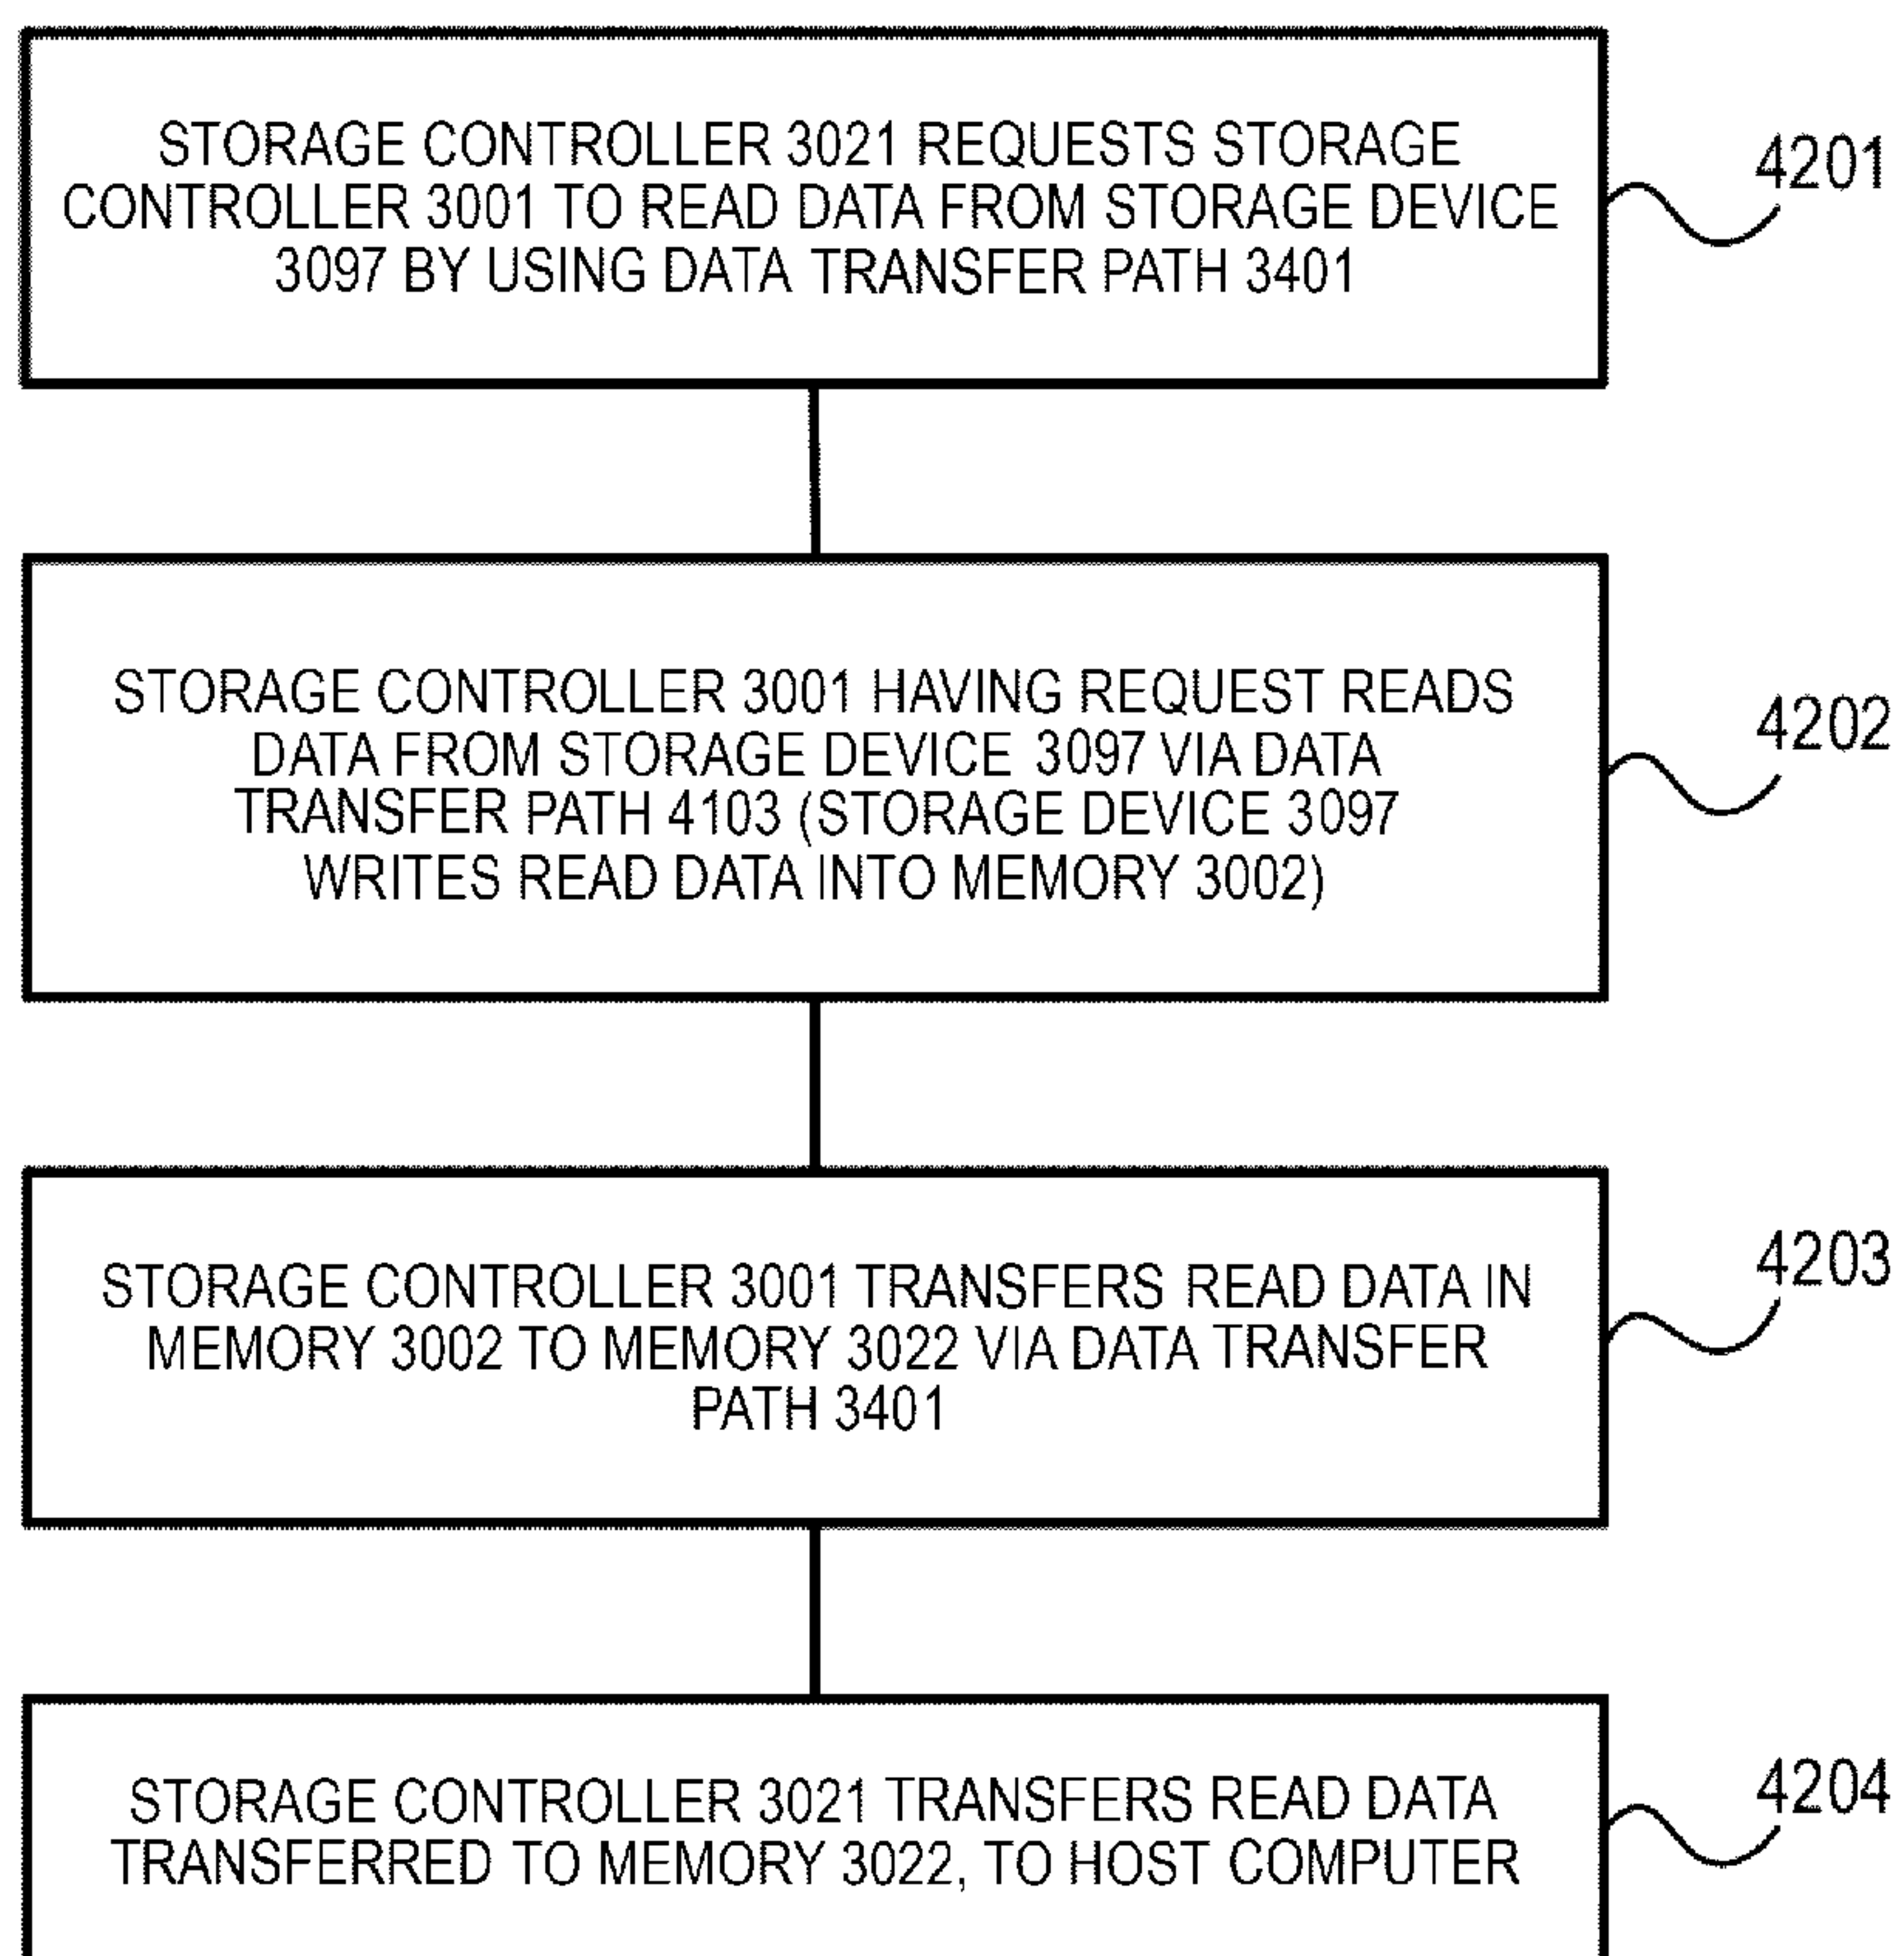 STORAGE CONTROLLER 3021 REQUESTS STORAGE
CONTROLLER 3001 TO READ DATA FROM STORAGE DEVICE
3097 BY USING DATA TRANSFER PATH 3401
4201
STORAGE CONTROLLER 3001 HAVING REQUEST READS
DATA FROM STORAGE DEVICE 3097 VIA DATA
TRANSFER PATH 4103 (STORAGE DEVICE 3097
WRITES READ DATA INTO MEMORY 3002)
4202
STORAGE CONTROLLER 3001 TRANSFERS READ DATA IN
MEMORY 3002 TO MEMORY 3022 VIA DATA TRANSFER
PATH 3401
4203
STORAGE CONTROLLER 3021 TRANSFERS READ DATA
TRANSFERRED TO MEMORY 3022, TO HOST COMPUTER
4204